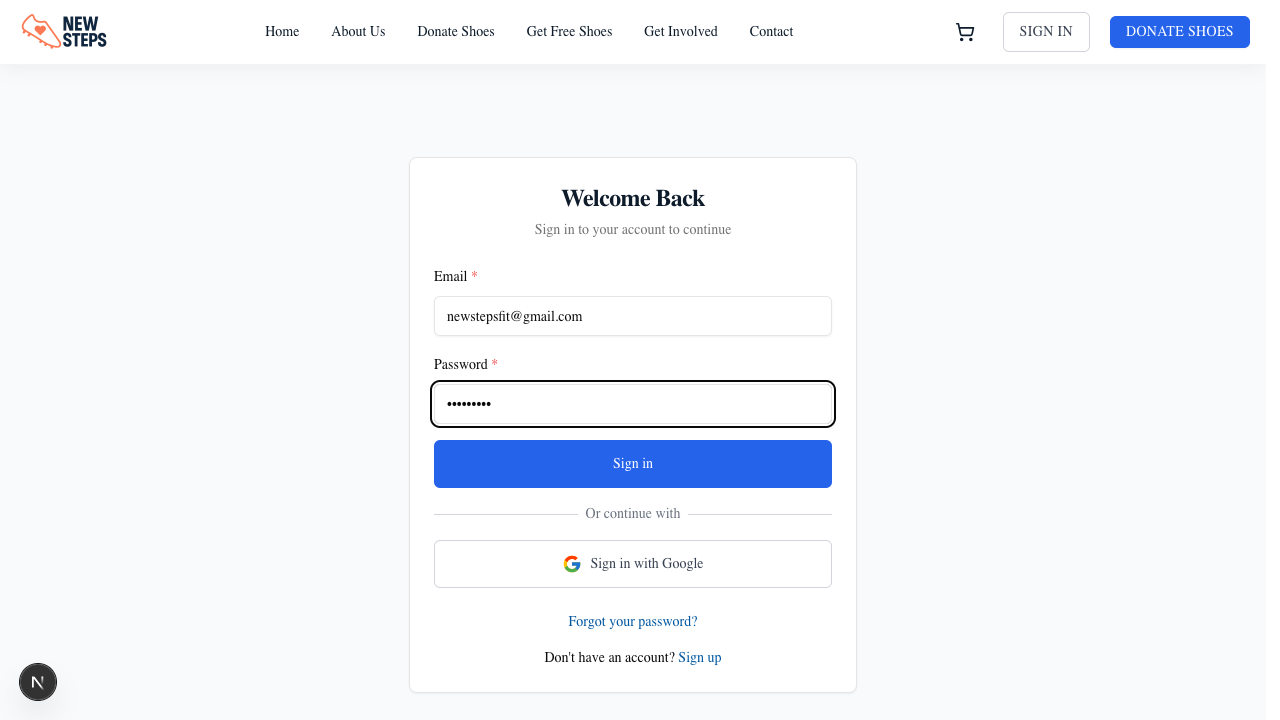 NEW STEPS
Home
About Us
Donate Shoes
Get Free Shoes
Get Involved
Contact
SIGN IN
DONATE SHOES
Welcome Back
Sign in to your account to continue
Email *
newstepsfit@gmail.com
Password *
•••••••••
Sign in
Or continue with
Sign in with Google
Forgot your password?
Don't have an account? Sign up
N